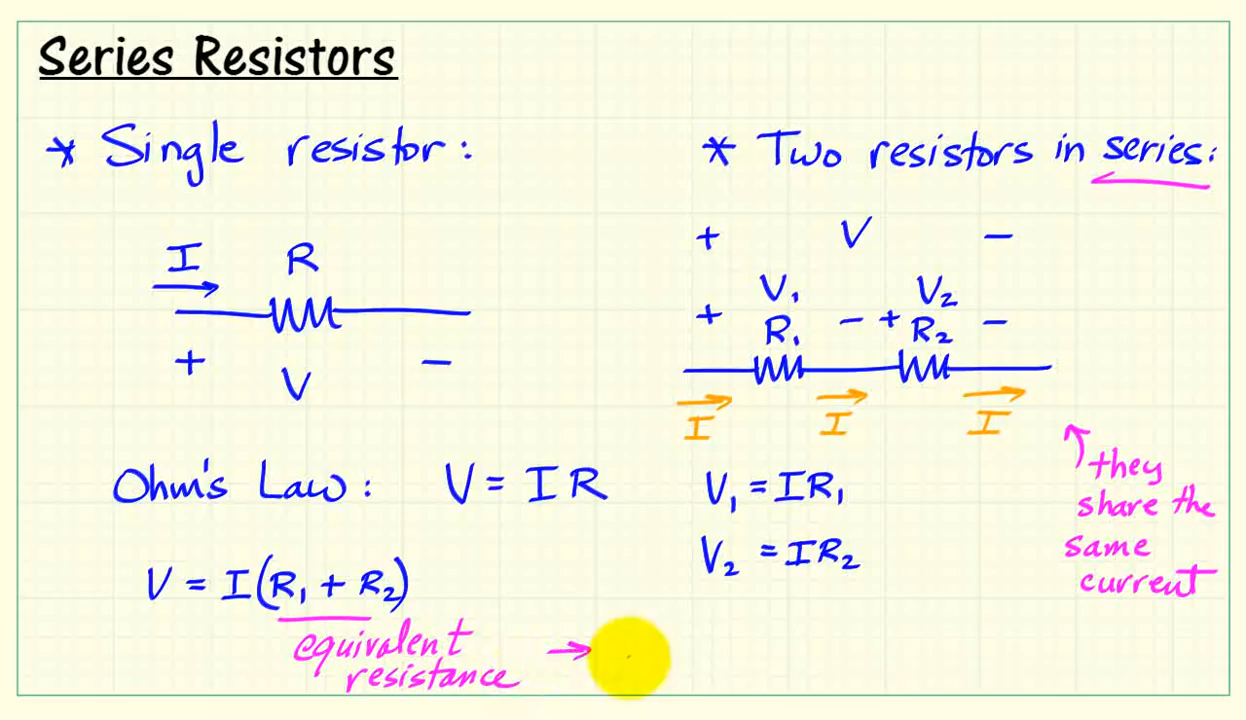 Series Resistors
* Single resistor:
I R
+ V −
Ohm's Law: V = IR
V = I(R₁ + R₂)
equivalent
resistance →
* Two resistors in series:
+ V −
V₁ V₂
+ R₁ − + R₂ −
I I I
V₁ = IR₁
V₂ = IR₂
they
share the
same
current